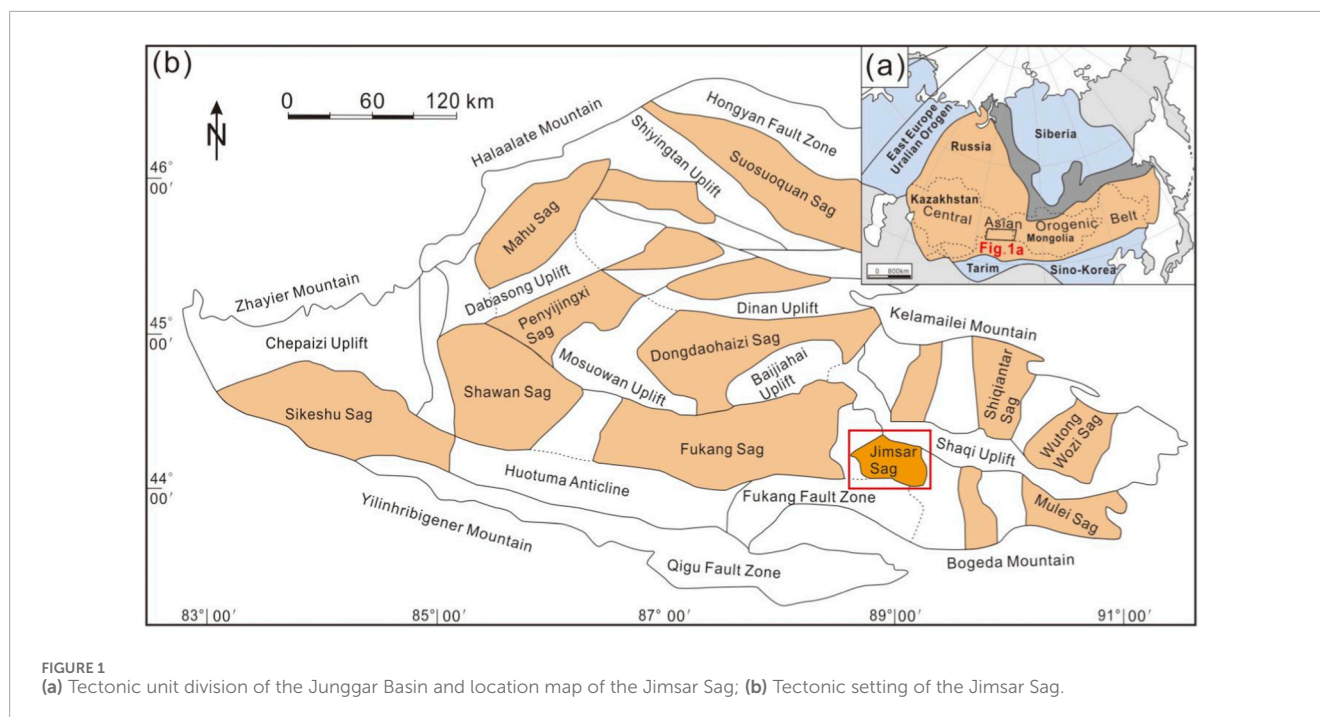 (b)
0 60 120 km
N
Halaalate Mountain
Hongyan Fault Zone
Shiyingtan Uplift
Suosuoquan Sag
Mahu Sag
46°
00′
Zhayier Mountain
Dabasong Uplift
Penyijingxi
Sag
Dinan Uplift
Kelamailei Mountain
45°
00′
Chepaizi Uplift
Mosuowan Uplift
Dongdaohaizi Sag
Baijiahai
Uplift
Shiqiantar
Sag
Shawan Sag
Sikeshu Sag
Fukang Sag
Jimsar
Sag
Shaqi Uplift
Wutong
Wozi Sag
44°
00′
Huotuma Anticline
Fukang Fault Zone
Mulei Sag
Yilinhribigener Mountain
Qigu Fault Zone
Bogeda Mountain
83°00′ 85°00′ 87°00′ 89°00′ 91°00′
(a)
East Europe
Uralian Orogen
Russia
Siberia
Kazakhstan
Central Asian Orogenic Belt
Mongolia
Fig.1a
Tarim
Sino-Korea
0 800km
FIGURE 1
(a) Tectonic unit division of the Junggar Basin and location map of the Jimsar Sag; (b) Tectonic setting of the Jimsar Sag.